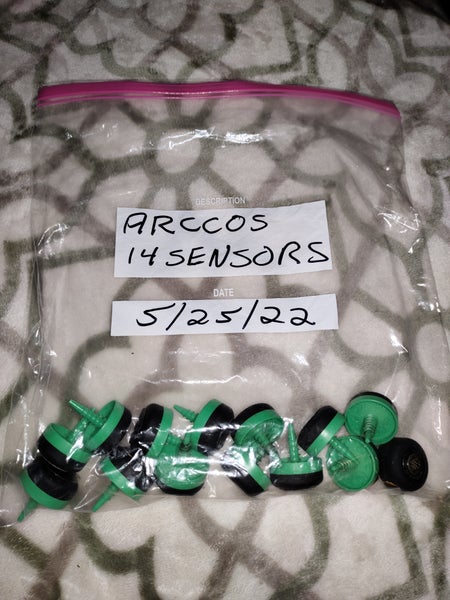 DESCRIPTION
ARCCOS
14 SENSORS
DATE
5/25/22